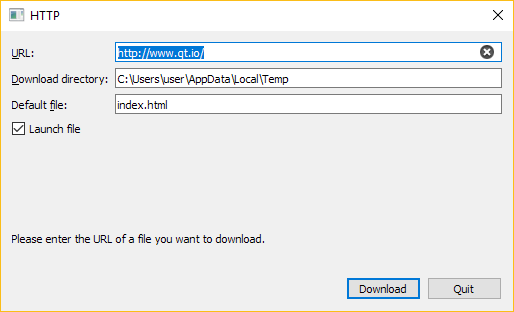 HTTP
URL: http://www.qt.io/
Download directory: C:\Users\user\AppData\Local\Temp
Default file: index.html
Launch file
Please enter the URL of a file you want to download.
Download Quit